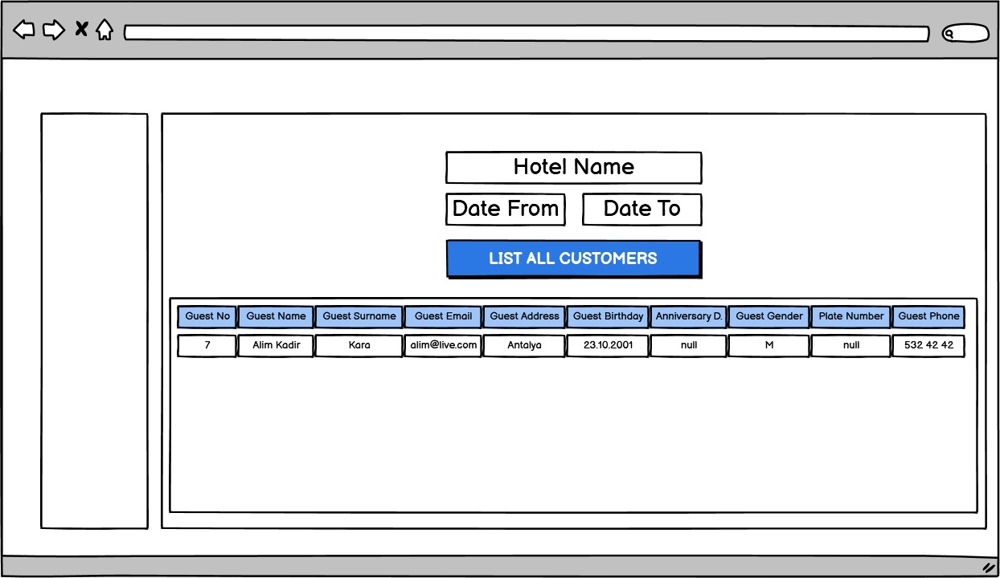 Hotel Name
Date From Date To
LIST ALL CUSTOMERS
Guest No Guest Name Guest Surname Guest Email Guest Address Guest Birthday Anniversary D. Guest Gender Plate Number Guest Phone
7 Alim Kadir Kara alim@live.com Antalya 23.10.2001 null M null 532 42 42